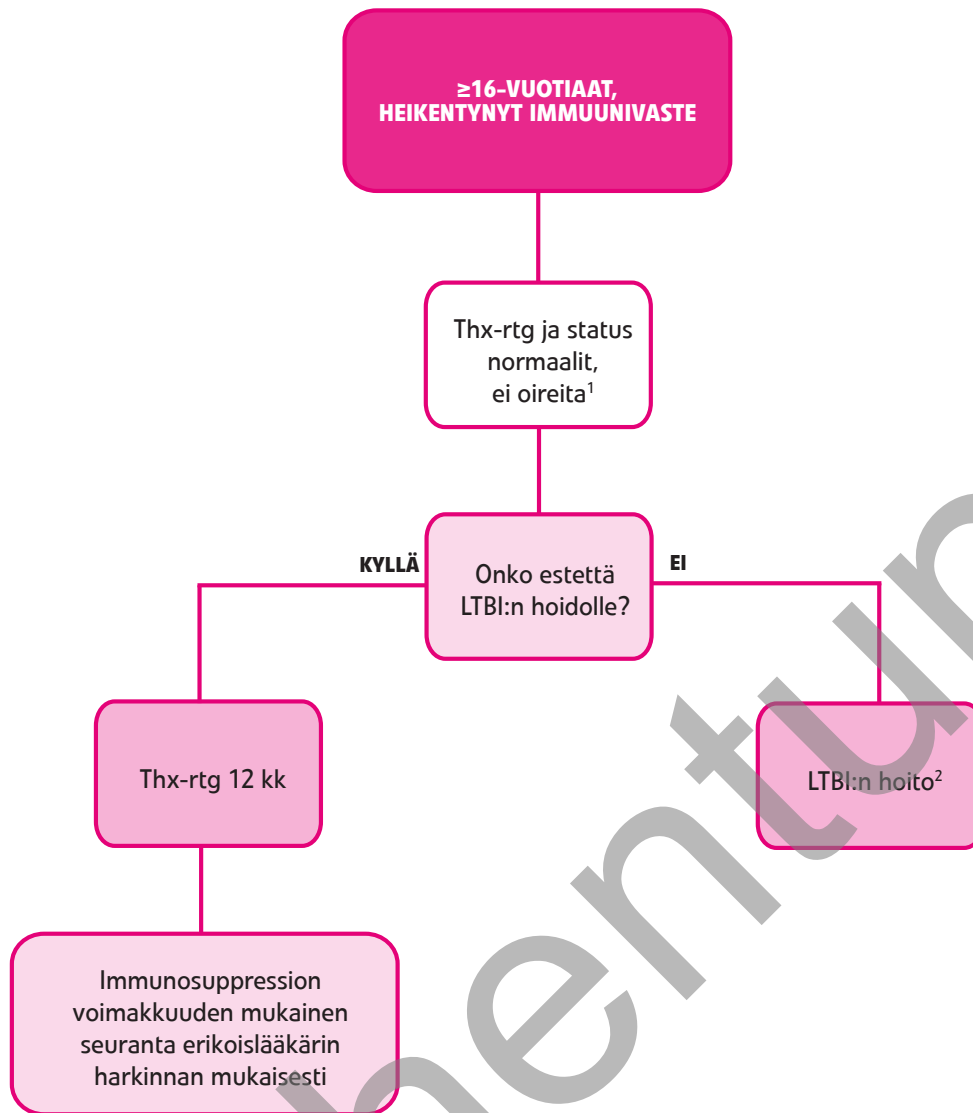 ≥16-VUOTIAAT,
HEIKENTYNYT IMMUUNIVASTE
Thx-rtg ja status
normaalit,
ei oireita¹
KYLLÄ
Onko estettä
LTBI:n hoidolle?
EI
Thx-rtg 12 kk
LTBI:n hoito²
Immunosuppression
voimakkuuden mukainen
seuranta erikoislääkärin
harkinnan mukaisesti